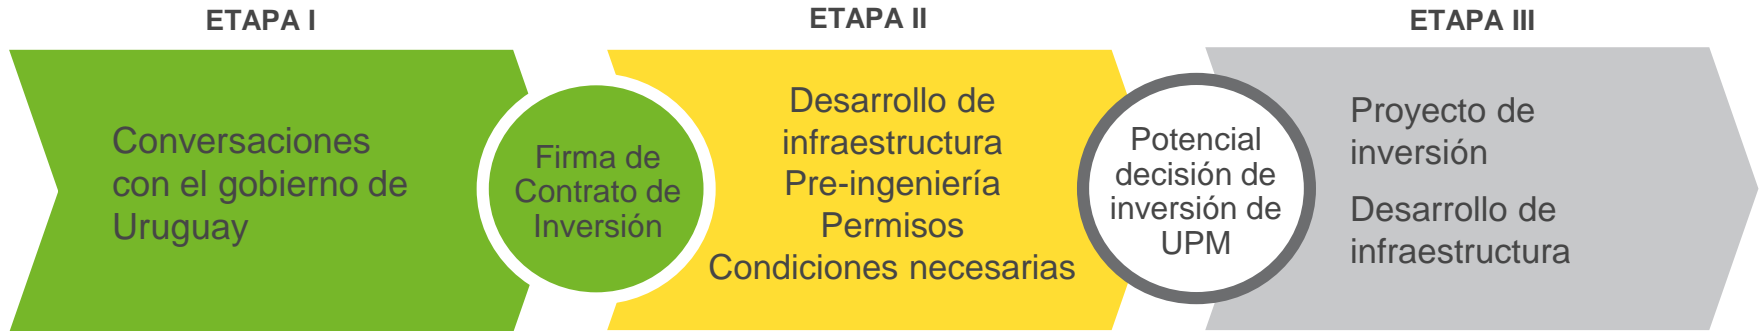 ETAPA I
Conversaciones
con el gobierno de
Uruguay
Firma de
Contrato de
Inversión
ETAPA II
Desarrollo de
infraestructura
Pre-ingeniería
Permisos
Condiciones necesarias
Potencial
decisión de
inversión de
UPM
ETAPA III
Proyecto de
inversión
Desarrollo de
infraestructura